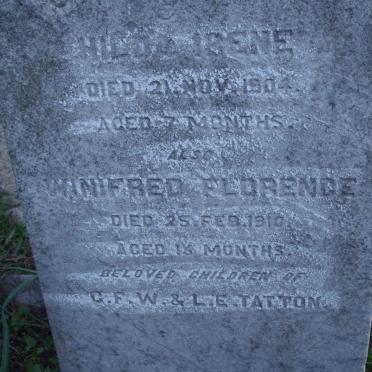 HILDA IRENE
DIED 21. NOV. 1904.
AGED 7 MONTHS.
ALSO
WINIFRED FLORENCE
DIED 25. FEB. 1910
AGED 16 MONTHS.
BELOVED CHILDREN OF
C. F. W. & L. E. TATTON.